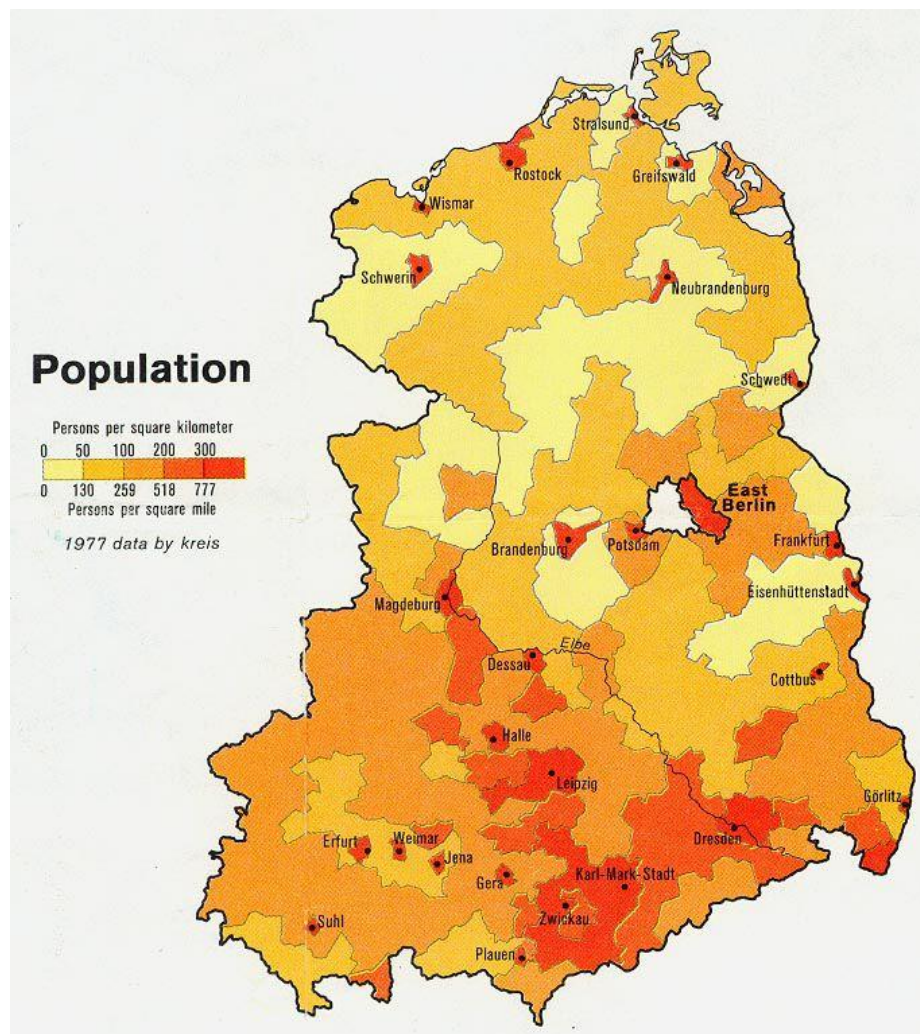 Stralsund
Rostock
Greifswald
Wismar
Schwerin
Neubrandenburg
Population
Schwedt
Persons per square kilometer
0 50 100 200 300
0 130 259 518 777
Persons per square mile
1977 data by kreis
East
Berlin
Brandenburg
Potsdam
Frankfurt
Eisenhüttenstadt
Magdeburg
Elbe
Dessau
Cottbus
Halle
Leipzig
Görlitz
Dresden
Erfurt
Weimar
Jena
Gera
Karl-Mark-Stadt
Zwickau
Suhl
Plauen